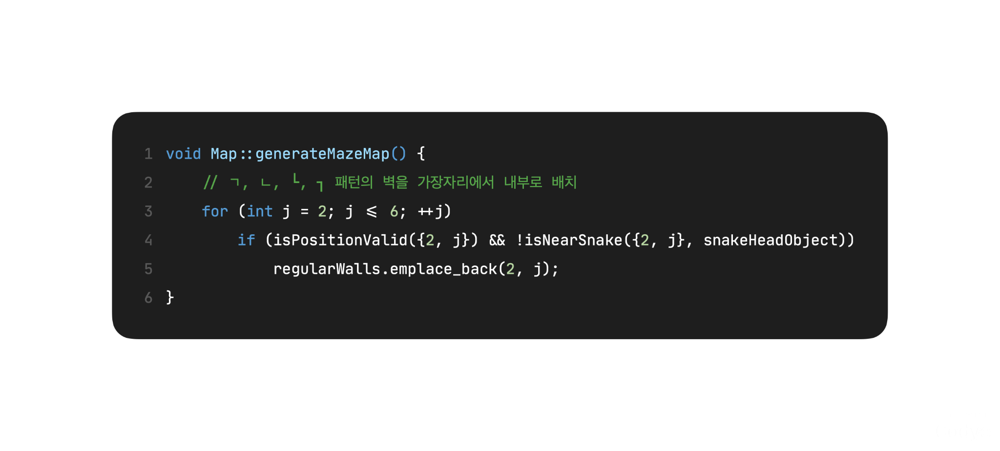 1 void Map::generateMazeMap() {
2 // ㄱ, ㄴ, ┗, ┓ 패턴의 벽을 가장자리에서 내부로 배치
3 for (int j = 2; j <= 6; ++j)
4 if (isPositionValid({2, j}) && !isNearSnake({2, j}, snakeHeadObject))
5 regularWalls.emplace_back(2, j);
6 }